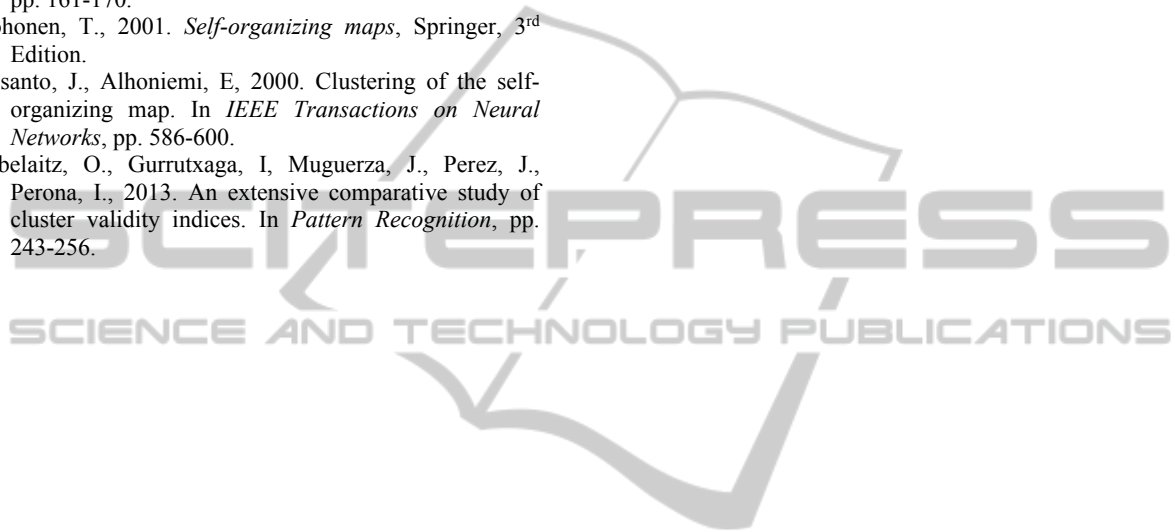 pp. 161-170.
honen, T., 2001. Self-organizing maps, Springer, 3rd
Edition.
santo, J., Alhoniemi, E, 2000. Clustering of the self-
organizing map. In IEEE Transactions on Neural
Networks, pp. 586-600.
belaitz, O., Gurrutxaga, I, Muguerza, J., Perez, J.,
Perona, I., 2013. An extensive comparative study of
cluster validity indices. In Pattern Recognition, pp.
243-256.
SCITEPRESS
SCIENCE AND TECHNOLOGY PUBLICATIONS